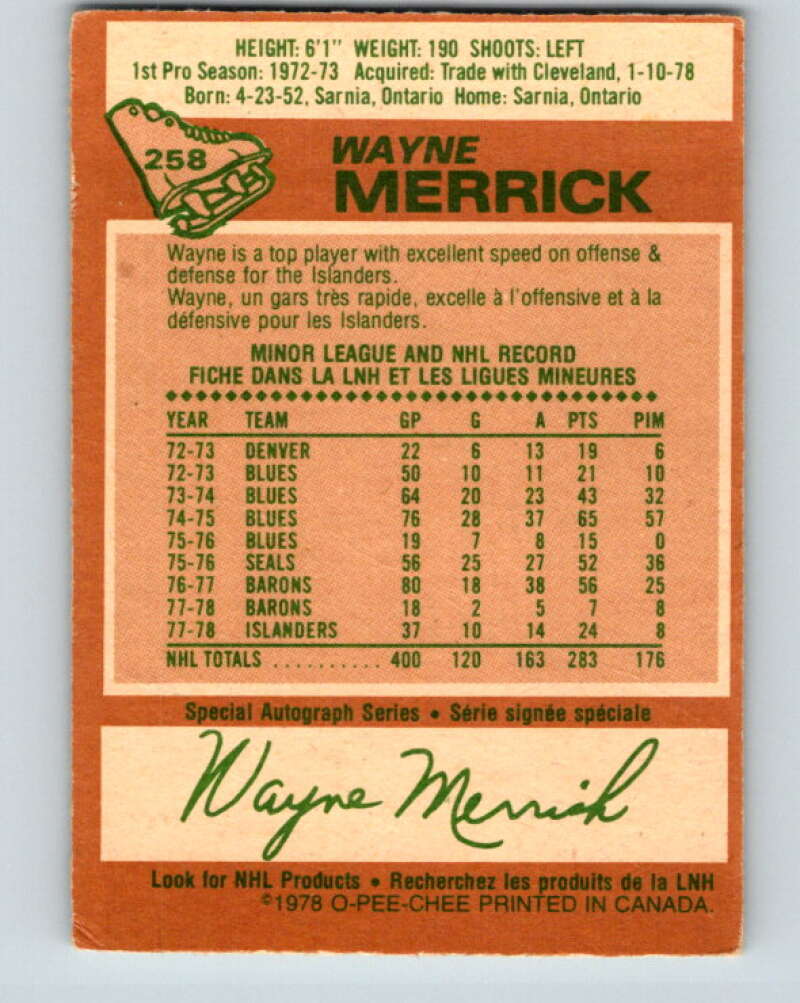 HEIGHT: 6'1" WEIGHT: 190 SHOOTS: LEFT
1st Pro Season: 1972-73 Acquired: Trade with Cleveland, 1-10-78
Born: 4-23-52, Sarnia, Ontario Home: Sarnia, Ontario
258
WAYNE
MERRICK
Wayne is a top player with excellent speed on offense &
defense for the Islanders.
Wayne, un gars très rapide, excelle à l'offensive et à la
défensive pour les Islanders.
MINOR LEAGUE AND NHL RECORD
FICHE DANS LA LNH ET LES LIGUES MINEURES
YEAR TEAM GP G A PTS PIM
72-73 DENVER 22 6 13 19 6
72-73 BLUES 50 10 11 21 10
73-74 BLUES 64 20 23 43 32
74-75 BLUES 76 28 37 65 57
75-76 BLUES 19 7 8 15 0
75-76 SEALS 56 25 27 52 36
76-77 BARONS 80 18 38 56 25
77-78 BARONS 18 2 5 7 8
77-78 ISLANDERS 37 10 14 24 8
NHL TOTALS .......... 400 120 163 283 176
Special Autograph Series • Série signée spéciale
Wayne Merrick
Look for NHL Products • Recherchez les produits de la LNH
©1978 O-PEE-CHEE PRINTED IN CANADA.